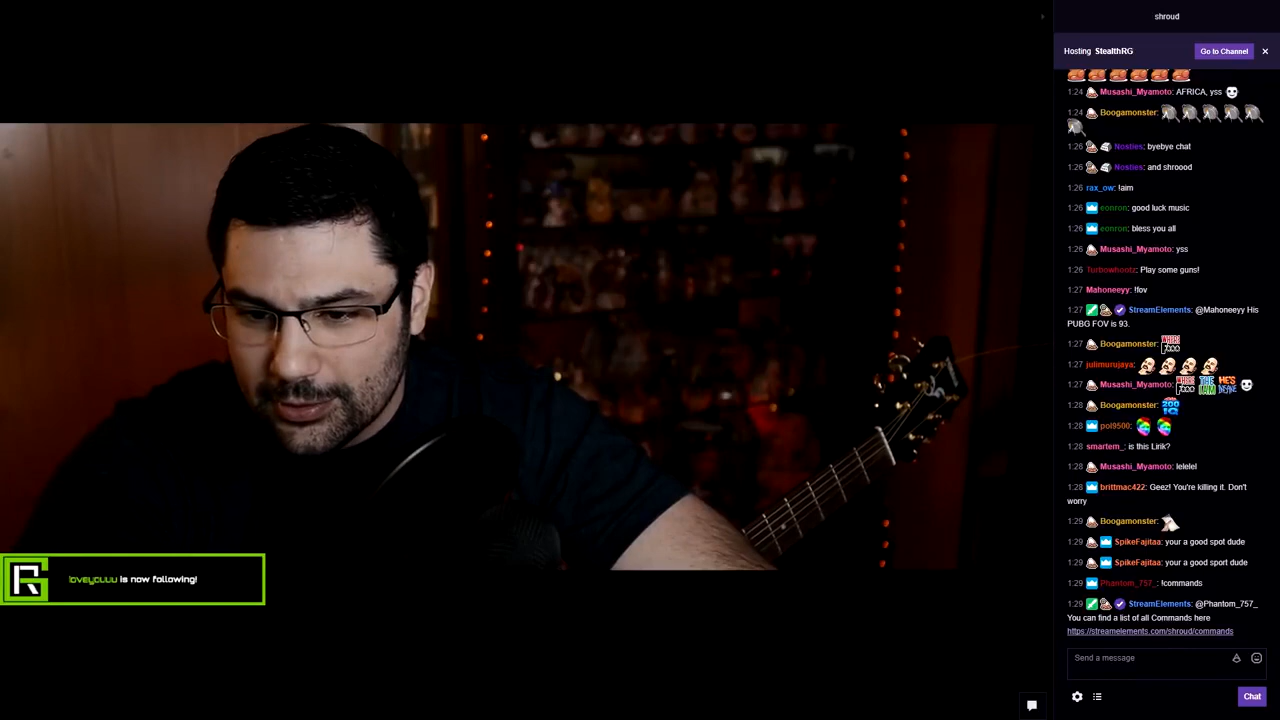 shroud
Hosting StealthRG
Go to Channel
1:24 Musashi_Myamoto: AFRICA, yss
1:24 Boogamonster:
1:26 Nosties: byebye chat
1:26 Nosties: and shroood
1:26 rax_ow: !aim
1:26 eonron: good luck music
1:26 eonron: bless you all
1:26 Musashi_Myamoto: yss
1:26 Turbowhootz: Play some guns!
1:27 Mahoneeyy: !fov
1:27 StreamElements: @Mahoneeyy His
PUBG FOV is 93.
1:27 Boogamonster:
1:27 julimurujaya:
1:27 Musashi_Myamoto:
1:28 Boogamonster: 200 IQ
1:28 pol9500:
1:28 smartem_: is this Lirik?
1:28 Musashi_Myamoto: lelelel
1:28 brittmac422: Geez! You're killing it. Don't
worry
1:29 Boogamonster:
1:29 SpikeFajitaa: your a good spot dude
1:29 SpikeFajitaa: your a good sport dude
1:29 Phantom_757_: !commands
1:29 StreamElements: @Phantom_757_
You can find a list of all Commands here
https://streamelements.com/shroud/commands
Send a message
Chat
is now following!